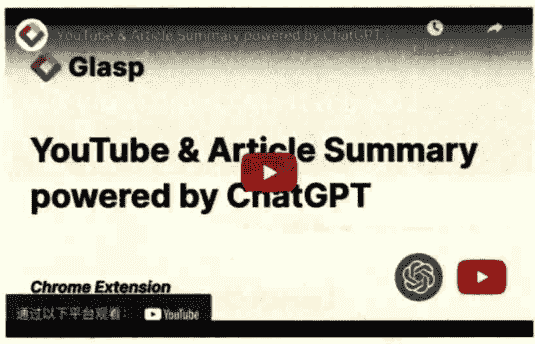 YouTube & Article Summary powered by ChatGPT
Glasp
YouTube & Article Summary
powered by ChatGPT
Chrome Extension
通过以下平台观看： YouTube